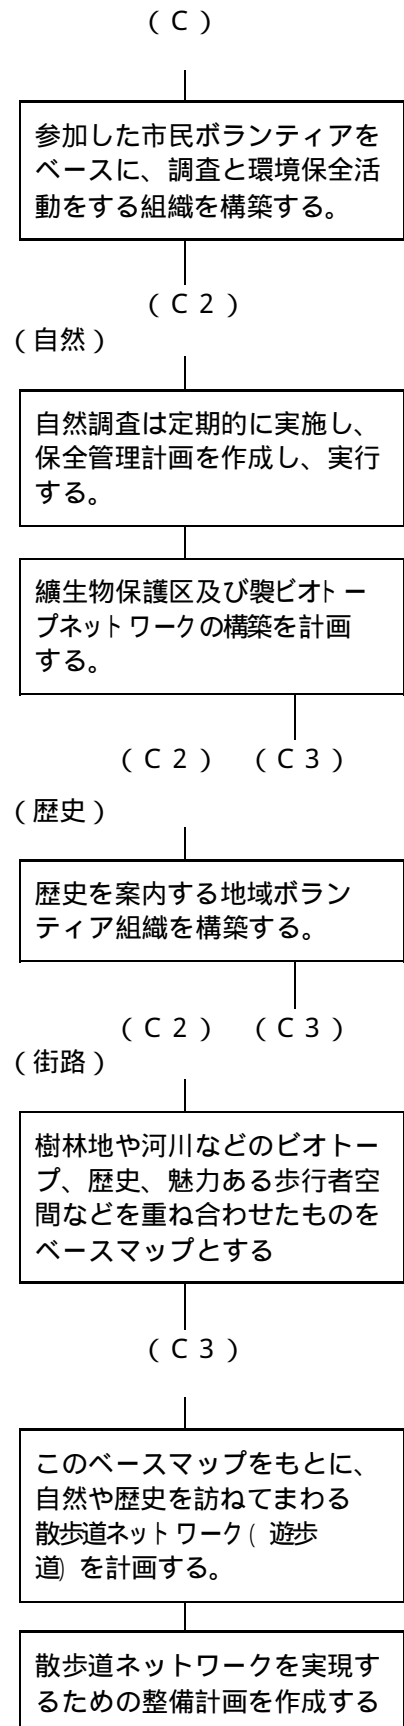 （Ｃ）
参加した市民ボランティアを
ベースに、調査と環境保全活
動をする組織を構築する。
（Ｃ２）
（自然）
自然調査は定期的に実施し、
保全管理計画を作成し、実行
する。
纊生物保護区及び褜ビオトー
プネットワークの構築を計画
する。
（Ｃ２）　（Ｃ３）
（歴史）
歴史を案内する地域ボラン
ティア組織を構築する。
（Ｃ２）　（Ｃ３）
（街路）
樹林地や河川などのビオトー
プ、歴史、魅力ある歩行者空
間などを重ね合わせたものを
ベースマップとする
（Ｃ３）
このベースマップをもとに、
自然や歴史を訪ねてまわる
散歩道ネットワーク( 遊歩
道) を計画する。
散歩道ネットワークを実現す
るための整備計画を作成する